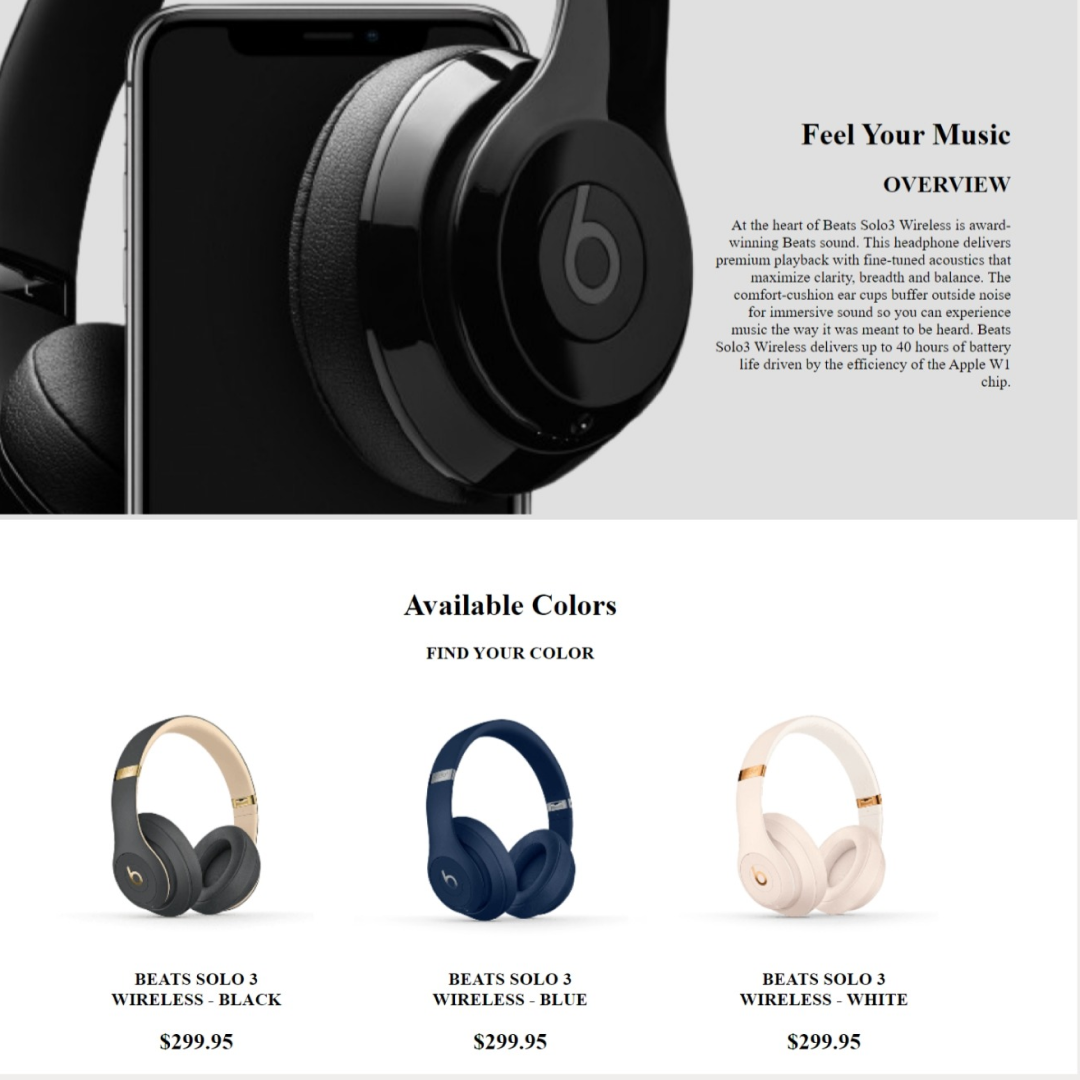 Feel Your Music
OVERVIEW
At the heart of Beats Solo3 Wireless is award-
winning Beats sound. This headphone delivers
premium playback with fine-tuned acoustics that
maximize clarity, breadth and balance. The
comfort-cushion ear cups buffer outside noise
for immersive sound so you can experience
music the way it was meant to be heard. Beats
Solo3 Wireless delivers up to 40 hours of battery
life driven by the efficiency of the Apple W1
chip.
Available Colors
FIND YOUR COLOR
BEATS SOLO 3
WIRELESS - BLACK
$299.95
BEATS SOLO 3
WIRELESS - BLUE
$299.95
BEATS SOLO 3
WIRELESS - WHITE
$299.95